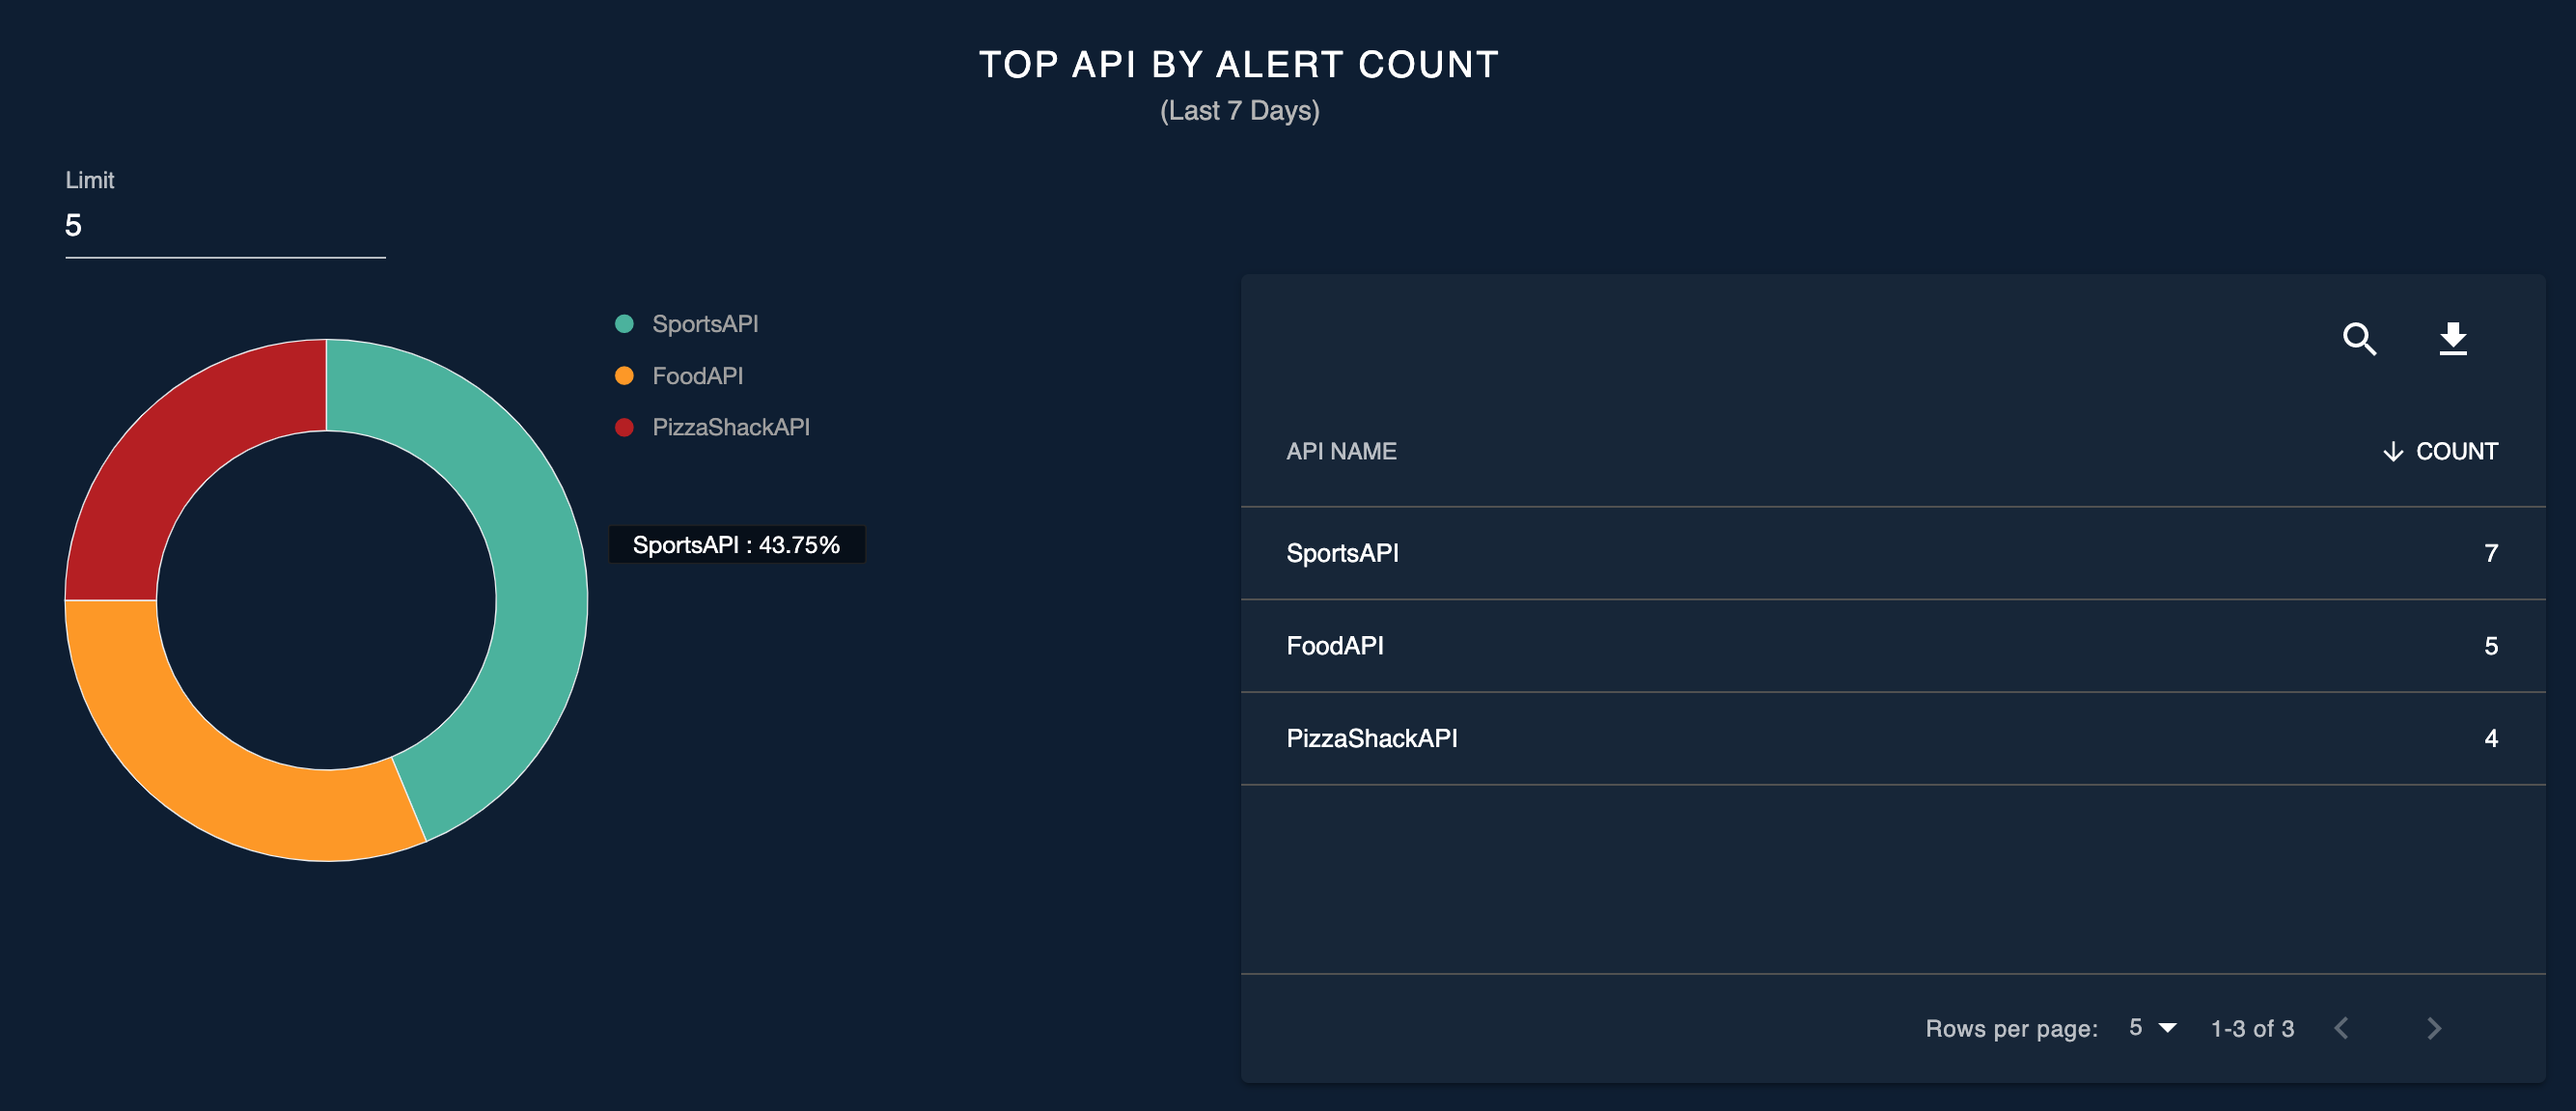 TOP API BY ALERT COUNT
(Last 7 Days)
Limit
5
SportsAPI
FoodAPI
PizzaShackAPI
SportsAPI : 43.75%
API NAME COUNT
SportsAPI 7
FoodAPI 5
PizzaShackAPI 4
Rows per page: 5 1-3 of 3